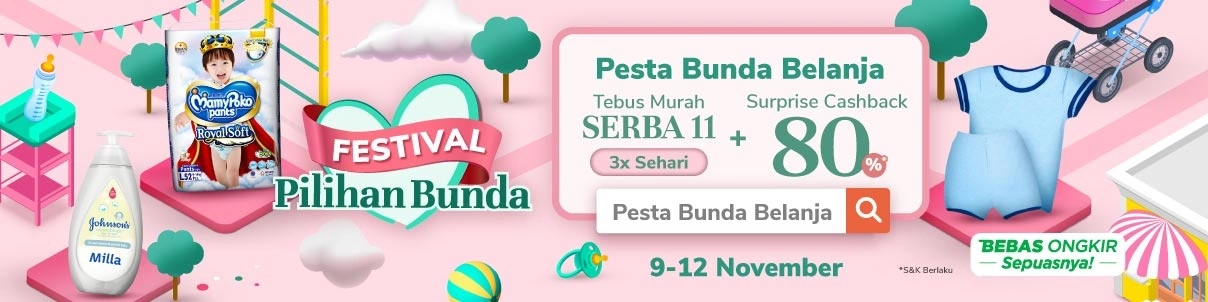 MamyPoko
pants
Royal Soft
L52
Johnson's
Milla
FESTIVAL
Pilihan Bunda
Pesta Bunda Belanja
Tebus Murah
SERBA 11
3x Sehari
+
Surprise Cashback
80%*
Pesta Bunda Belanja
9-12 November
*S&K Berlaku
BEBAS ONGKIR
Sepuasnya!